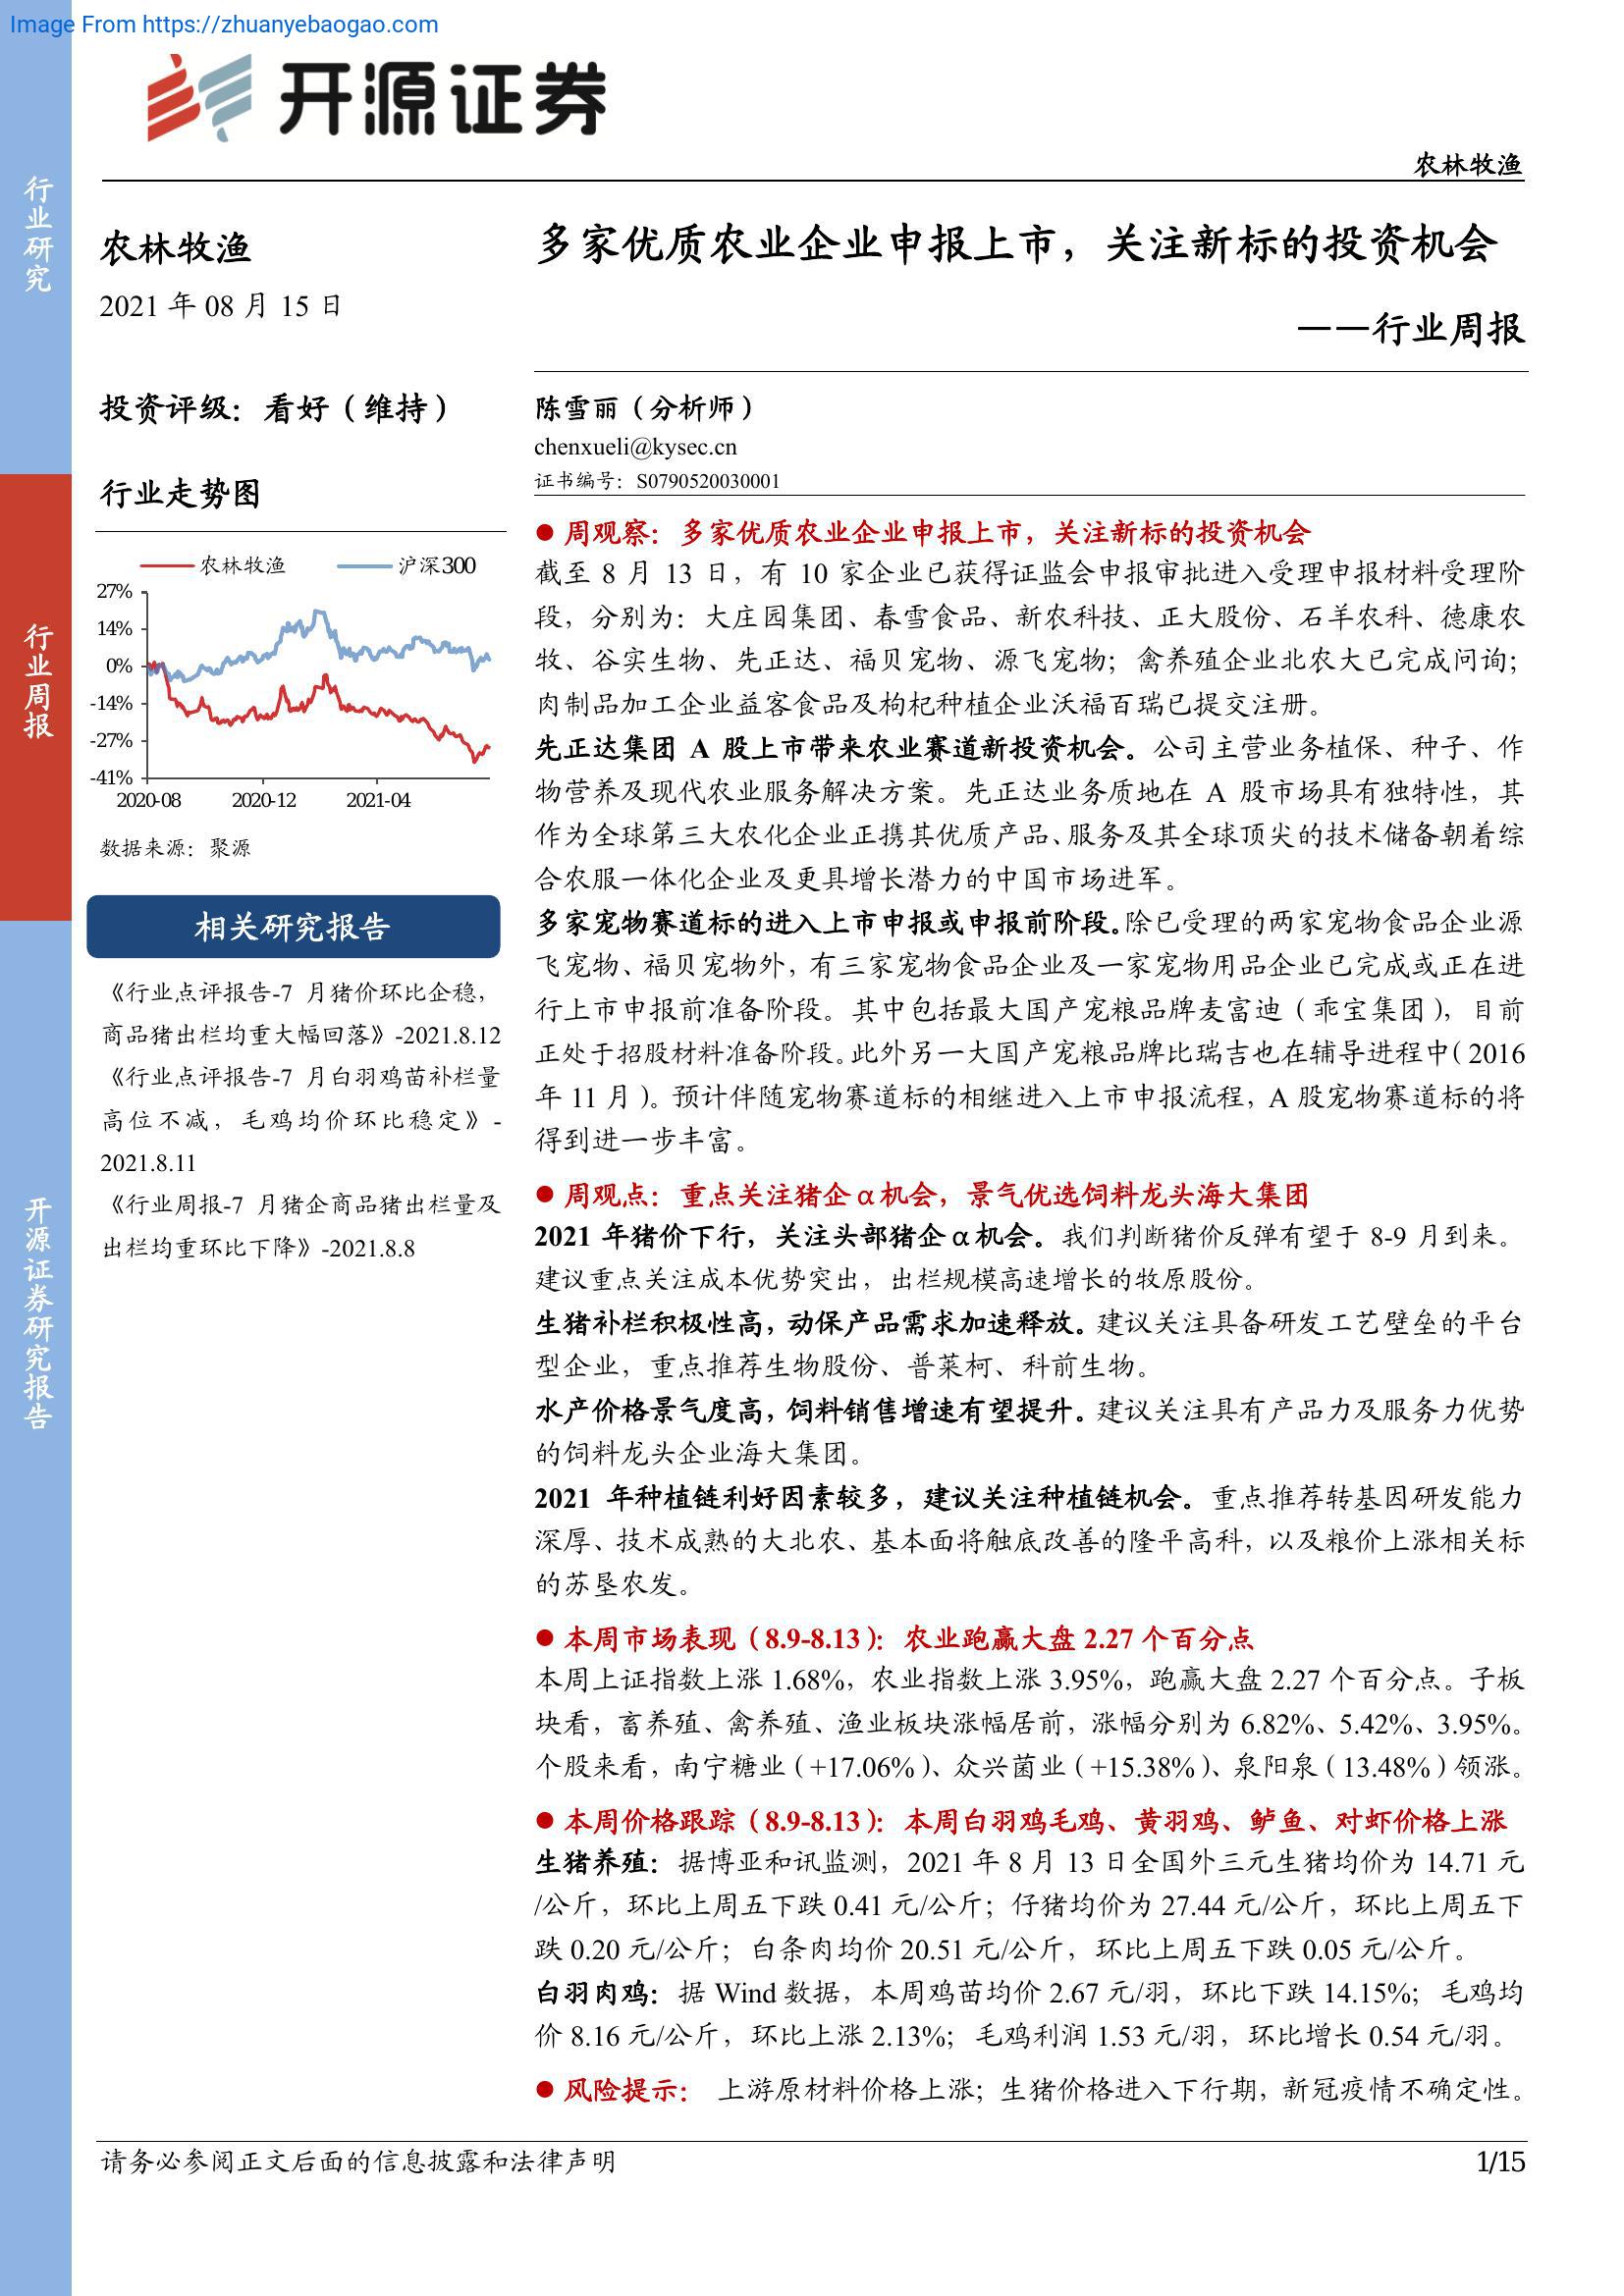 Image From https://zhuanyebaogao.com
开源证券
农林牧渔
行业研究
行业周报
开源证券研究报告
农林牧渔
2021 年 08 月 15 日
投资评级：看好（维持）
行业走势图
农林牧渔 沪深300
27%
14%
0%
-14%
-27%
-41%
2020-08 2020-12 2021-04
数据来源：聚源
相关研究报告
《行业点评报告-7 月猪价环比企稳，
商品猪出栏均重大幅回落》-2021.8.12
《行业点评报告-7 月白羽鸡苗补栏量
高位不减，毛鸡均价环比稳定》-
2021.8.11
《行业周报-7 月猪企商品猪出栏量及
出栏均重环比下降》-2021.8.8
多家优质农业企业申报上市，关注新标的投资机会
——行业周报
陈雪丽（分析师）
chenxueli@kysec.cn
证书编号：S0790520030001
● 周观察：多家优质农业企业申报上市，关注新标的投资机会
截至 8 月 13 日，有 10 家企业已获得证监会申报审批进入受理申报材料受理阶
段，分别为：大庄园集团、春雪食品、新农科技、正大股份、石羊农科、德康农
牧、谷实生物、先正达、福贝宠物、源飞宠物；禽养殖企业北农大已完成问询；
肉制品加工企业益客食品及枸杞种植企业沃福百瑞已提交注册。
先正达集团 A 股上市带来农业赛道新投资机会。公司主营业务植保、种子、作
物营养及现代农业服务解决方案。先正达业务质地在 A 股市场具有独特性，其
作为全球第三大农化企业正携其优质产品、服务及其全球顶尖的技术储备朝着综
合农服一体化企业及更具增长潜力的中国市场进军。
多家宠物赛道标的进入上市申报或申报前阶段。除已受理的两家宠物食品企业源
飞宠物、福贝宠物外，有三家宠物食品企业及一家宠物用品企业已完成或正在进
行上市申报前准备阶段。其中包括最大国产宠粮品牌麦富迪（乖宝集团），目前
正处于招股材料准备阶段。此外另一大国产宠粮品牌比瑞吉也在辅导进程中（2016
年 11 月）。预计伴随宠物赛道标的相继进入上市申报流程，A 股宠物赛道标的将
得到进一步丰富。
● 周观点：重点关注猪企α机会，景气优选饲料龙头海大集团
2021 年猪价下行，关注头部猪企α机会。我们判断猪价反弹有望于 8-9 月到来。
建议重点关注成本优势突出，出栏规模高速增长的牧原股份。
生猪补栏积极性高，动保产品需求加速释放。建议关注具备研发工艺壁垒的平台
型企业，重点推荐生物股份、普莱柯、科前生物。
水产价格景气度高，饲料销售增速有望提升。建议关注具有产品力及服务力优势
的饲料龙头企业海大集团。
2021 年种植链利好因素较多，建议关注种植链机会。重点推荐转基因研发能力
深厚、技术成熟的大北农、基本面将触底改善的隆平高科，以及粮价上涨相关标
的苏垦农发。
● 本周市场表现（8.9-8.13）：农业跑赢大盘 2.27 个百分点
本周上证指数上涨 1.68%，农业指数上涨 3.95%，跑赢大盘 2.27 个百分点。子板
块看，畜养殖、禽养殖、渔业板块涨幅居前，涨幅分别为 6.82%、5.42%、3.95%。
个股来看，南宁糖业（+17.06%）、众兴菌业（+15.38%）、泉阳泉（13.48%）领涨。
● 本周价格跟踪（8.9-8.13）：本周白羽鸡毛鸡、黄羽鸡、鲈鱼、对虾价格上涨
生猪养殖：据博亚和讯监测，2021 年 8 月 13 日全国外三元生猪均价为 14.71 元
/公斤，环比上周五下跌 0.41 元/公斤；仔猪均价为 27.44 元/公斤，环比上周五下
跌 0.20 元/公斤；白条肉均价 20.51 元/公斤，环比上周五下跌 0.05 元/公斤。
白羽肉鸡：据 Wind 数据，本周鸡苗均价 2.67 元/羽，环比下跌 14.15%；毛鸡均
价 8.16 元/公斤，环比上涨 2.13%；毛鸡利润 1.53 元/羽，环比增长 0.54 元/羽。
● 风险提示： 上游原材料价格上涨；生猪价格进入下行期，新冠疫情不确定性。
请务必参阅正文后面的信息披露和法律声明
1/15